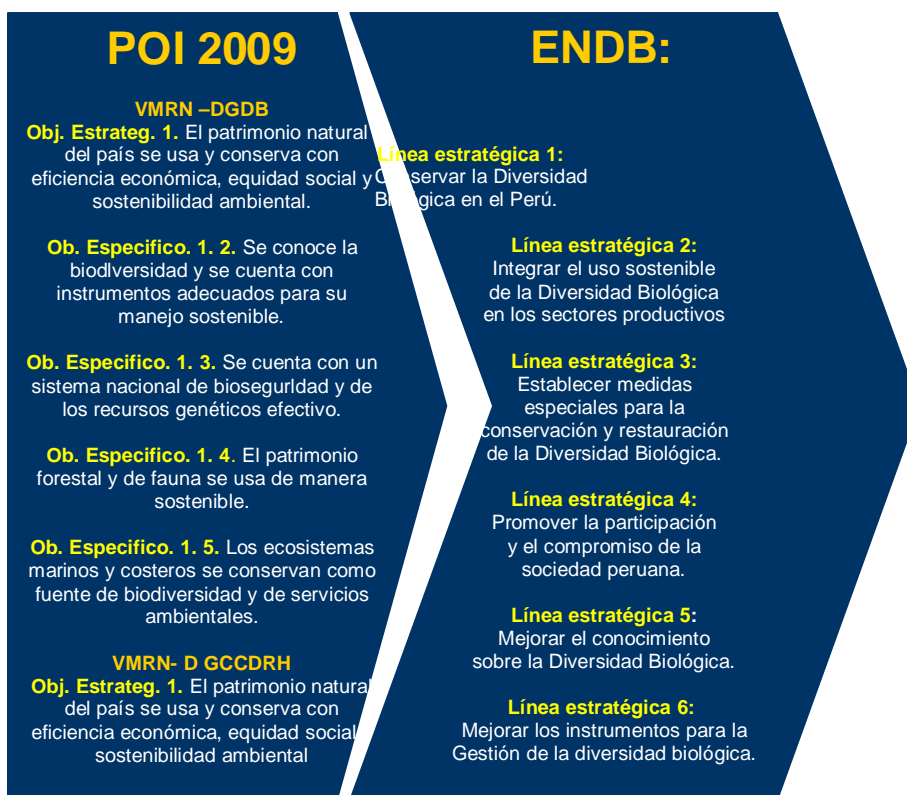 POI 2009
VMRN –DGDB
Obj. Estrateg. 1. El patrimonio natural
del país se usa y conserva con
eficiencia económica, equidad social y
sostenibilidad ambiental.
Ob. Especifico. 1. 2. Se conoce la
biodlversidad y se cuenta con
instrumentos adecuados para su
manejo sostenible.
Ob. Especifico. 1. 3. Se cuenta con un
sistema nacional de biosegurldad y de
los recursos genéticos efectivo.
Ob. Especifico. 1. 4. El patrimonio
forestal y de fauna se usa de manera
sostenible.
Ob. Especifico. 1. 5. Los ecosistemas
marinos y costeros se conservan como
fuente de biodversidad y de servicios
ambientales.
VMRN- D GCCDRH
Obj. Estrateg. 1. El patrimonio natural
del país se usa y conserva con
eficiencia económica, equidad social
sostenibilidad ambiental
ENDB:
Línea estratégica 1:
Conservar la Diversidad
Biológica en el Perú.
Línea estratégica 2:
Integrar el uso sostenible
de la Diversidad Biológica
en los sectores productivos
Línea estratégica 3:
Establecer medidas
especiales para la
conservación y restauración
de la Diversidad Biológica.
Línea estratégica 4:
Promover la participación
y el compromiso de la
sociedad peruana.
Línea estratégica 5:
Mejorar el conocimiento
sobre la Diversidad Biológica.
Línea estratégica 6:
Mejorar los instrumentos para la
Gestión de la diversidad biológica.